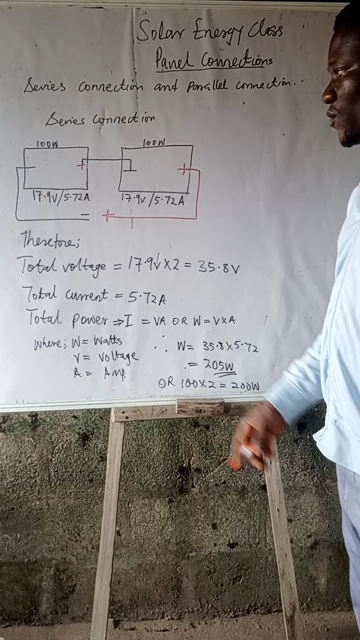 Solar Energy Class
Panel Connections
Series connection and parallel connection..
Series Connection
100W 100W
- + - +
17.9V/5.72A 17.9V/5.72A
- +
Therefore;
Total voltage = 17.9V x 2 = 35.8V
Total current = 5.72A
Total power ⇒ I = VA OR W = V x A
Where; W = Watts ∴ W = 35.8 x 5.72
V = Voltage = 205W
A = Amp OR 100 x 2 = 200W